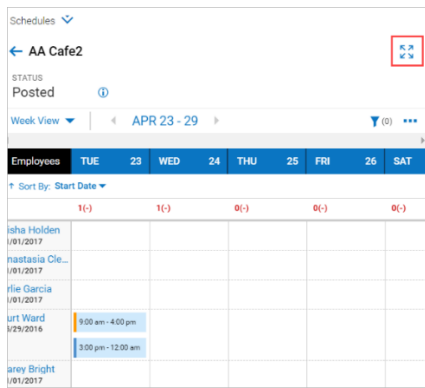 Schedules
AA Cafe2
STATUS
Posted
Week View APR 23 - 29 (0)
Employees TUE 23 WED 24 THU 25 FRI 26 SAT
Sort By: Start Date
1(-) 1(-) 0(-) 0(-) 0(-)
isha Holden
/01/2017
nastasia Cle...
/01/2017
rlie Garcia
/01/2017
urt Ward
5/29/2016
9:00 am - 4:00 pm
3:00 pm - 12:00 am
arey Bright
/01/2017